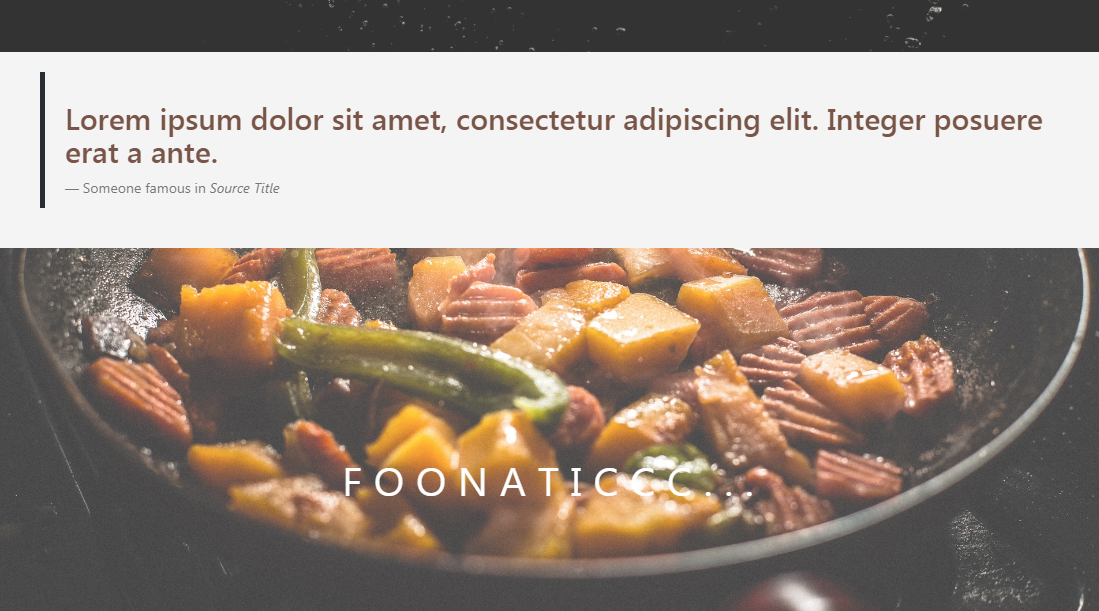 Lorem ipsum dolor sit amet, consectetur adipiscing elit. Integer posuere
erat a ante.
— Someone famous in Source Title
FOONATICCC...